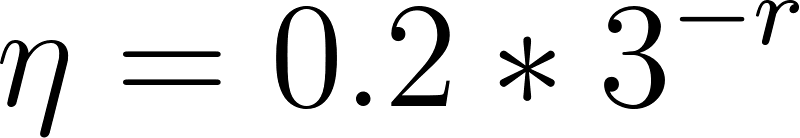 η = 0.2 * 3^{-r}